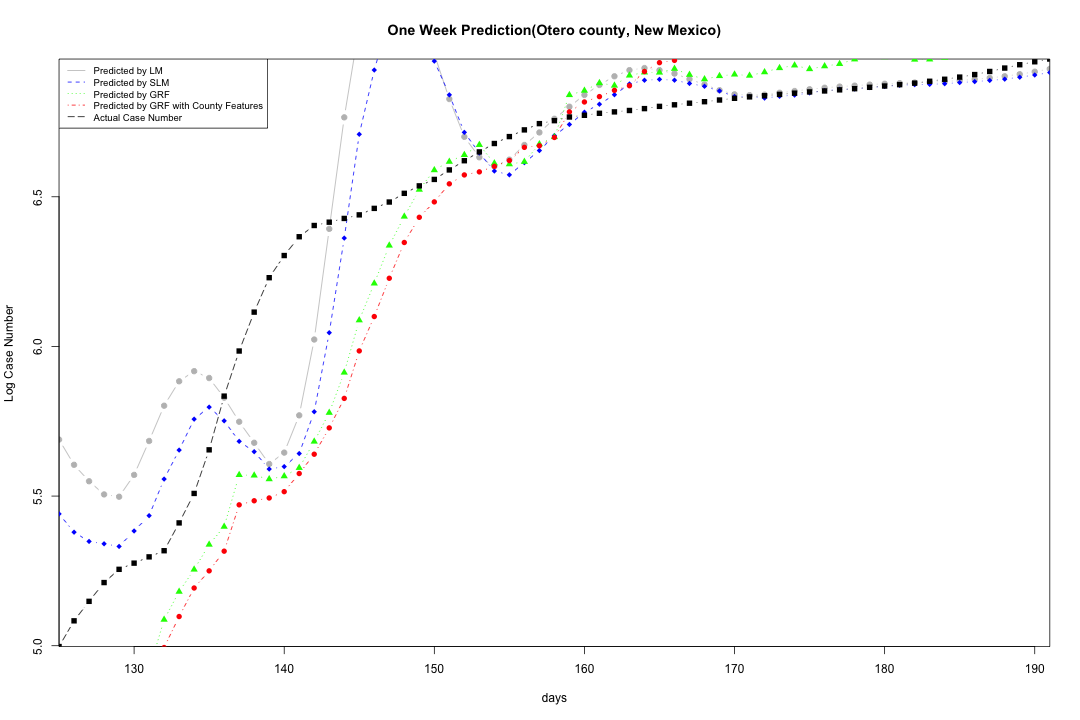 One Week Prediction(Otero county, New Mexico)
Predicted by LM
Predicted by SLM
Predicted by GRF
Predicted by GRF with County Features
Actual Case Number
Log Case Number
6.5
6.0
5.5
5.0
130 140 150 160 170 180 190
days